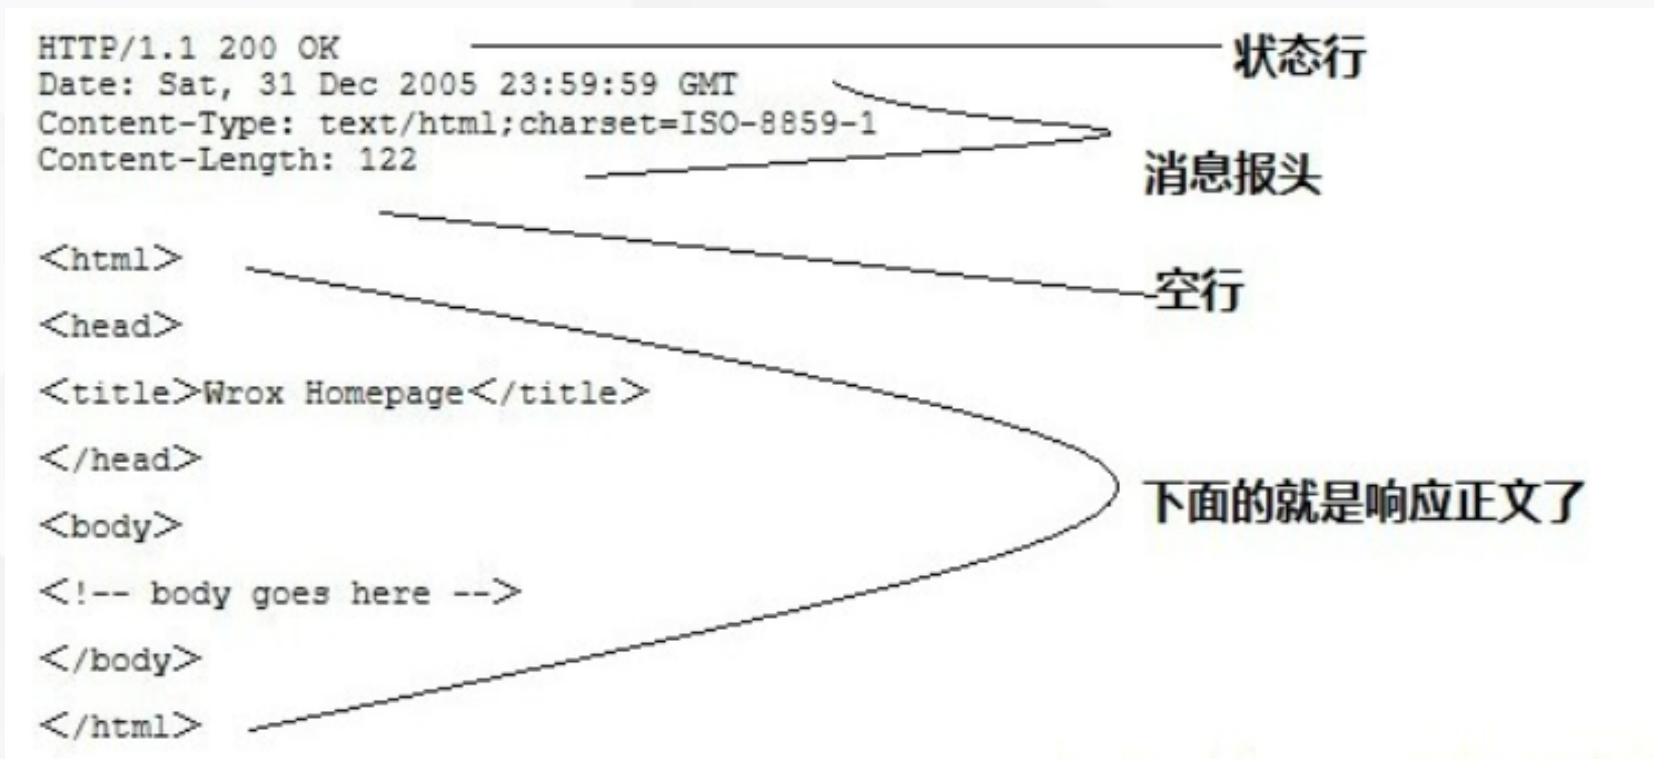 HTTP/1.1 200 OK
状态行
Date: Sat, 31 Dec 2005 23:59:59 GMT
Content-Type: text/html;charset=ISO-8859-1
Content-Length: 122
消息报头
空行
<html>
<head>
<title>Wrox Homepage</title>
</head>
下面的就是响应正文了
<body>
<!-- body goes here -->
</body>
</html>